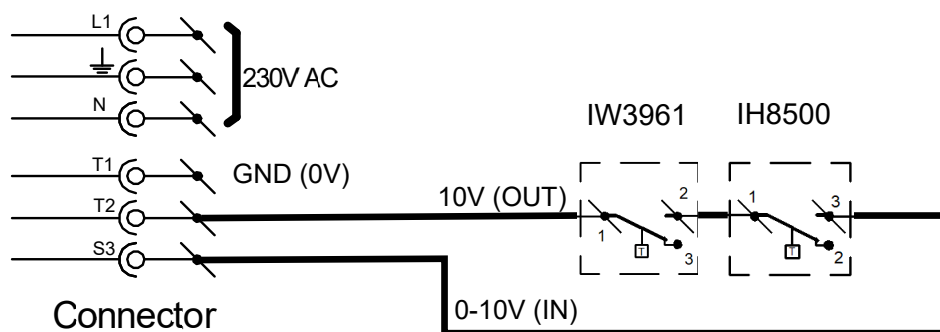 L1
230V AC
N
IW3961 IH8500
T1
GND (0V)
T2
10V (OUT)
1 2 3 T
1 3 2 T
S3
0-10V (IN)
Connector